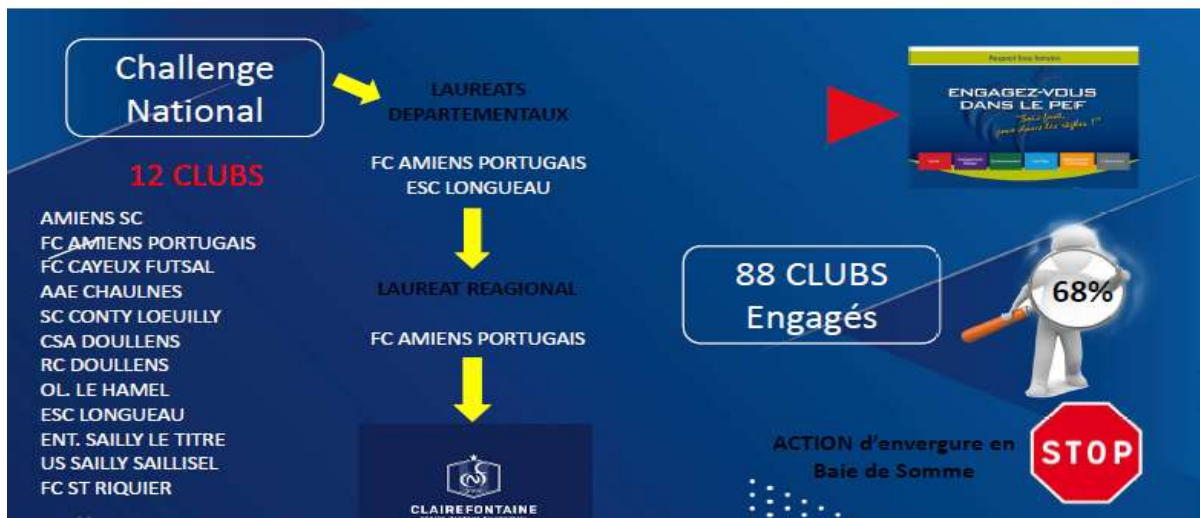 Challenge
National
12 CLUBS
AMIENS SC
FC AMIENS PORTUGAIS
FC CAYEUX FUTSAL
AAE CHAULNES
SC CONTY LOEUILLY
CSA DOULLENS
RC DOULLENS
OL. LE HAMEL
ESC LONGUEAU
ENT. SAILLY LE TITRE
US SAILLY SAILLISEL
FC ST RIQUIER
LAUREATS
DEPARTEMENTAUX
FC AMIENS PORTUGAIS
ESC LONGUEAU
LAUREAT REAGIONAL
FC AMIENS PORTUGAIS
CLAIREFONTAINE
ENGAGEZ-VOUS
DANS LE PEF
88 CLUBS
Engagés
68%
ACTION d'envergure en
Baie de Somme
STOP